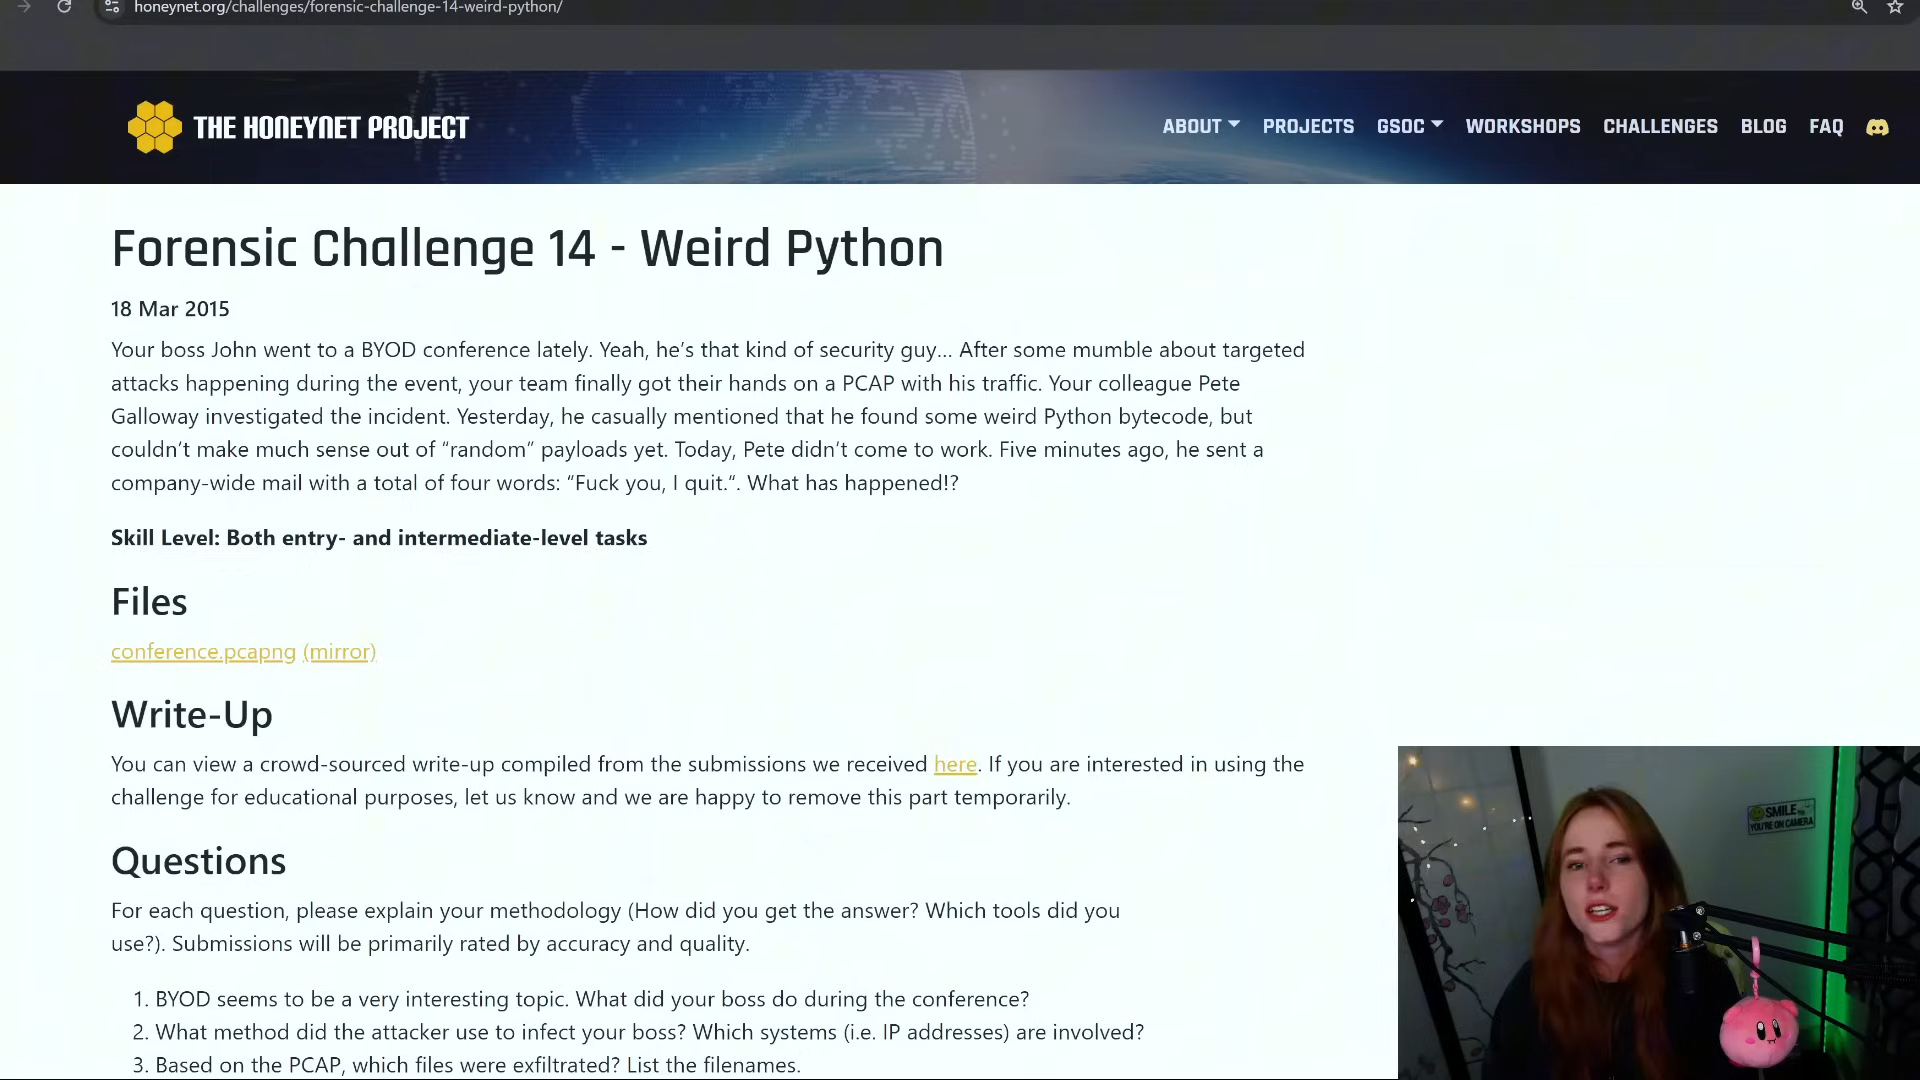 honeynet.org/challenges/forensic-challenge-14-weird-python/
THE HONEYNET PROJECT
ABOUT PROJECTS GSOC WORKSHOPS CHALLENGES BLOG FAQ
Forensic Challenge 14 - Weird Python
18 Mar 2015
Your boss John went to a BYOD conference lately. Yeah, he’s that kind of security guy… After some mumble about targeted
attacks happening during the event, your team finally got their hands on a PCAP with his traffic. Your colleague Pete
Galloway investigated the incident. Yesterday, he casually mentioned that he found some weird Python bytecode, but
couldn’t make much sense out of “random” payloads yet. Today, Pete didn’t come to work. Five minutes ago, he sent a
company-wide mail with a total of four words: “Fuck you, I quit.“. What has happened!?
Skill Level: Both entry- and intermediate-level tasks
Files
conference.pcapng (mirror)
Write-Up
You can view a crowd-sourced write-up compiled from the submissions we received here. If you are interested in using the
challenge for educational purposes, let us know and we are happy to remove this part temporarily.
Questions
For each question, please explain your methodology (How did you get the answer? Which tools did you
use?). Submissions will be primarily rated by accuracy and quality.
1. BYOD seems to be a very interesting topic. What did your boss do during the conference?
2. What method did the attacker use to infect your boss? Which systems (i.e. IP addresses) are involved?
3. Based on the PCAP, which files were exfiltrated? List the filenames.
SMILE
YOU'RE ON CAMERA